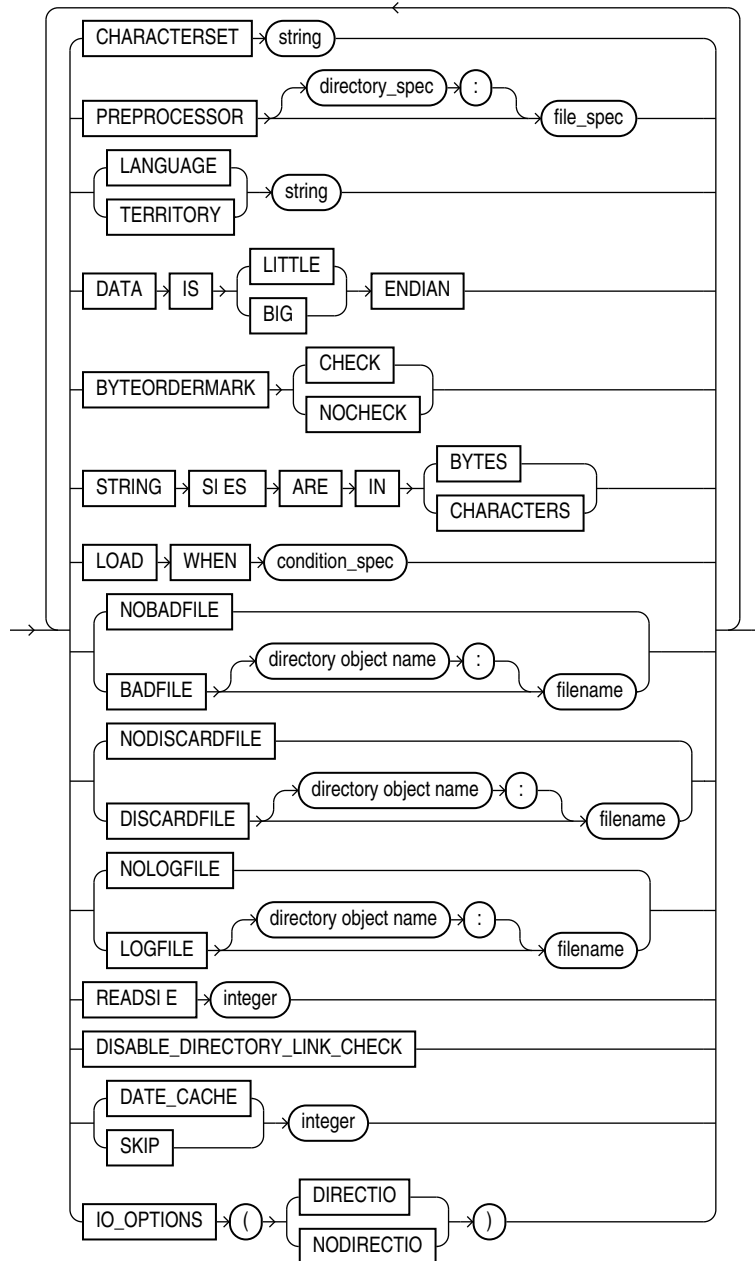 CHARACTERSET string
directory_spec :
PREPROCESSOR file_spec
LANGUAGE
string
TERRITORY
LITTLE
DATA IS ENDIAN
BIG
CHECK
BYTEORDERMARK
NOCHECK
BYTES
STRING SI ES ARE IN
CHARACTERS
LOAD WHEN condition_spec
NOBADFILE
directory object name :
BADFILE filename
NODISCARDFILE
directory object name :
DISCARDFILE filename
NOLOGFILE
directory object name :
LOGFILE filename
READSI E integer
DISABLE_DIRECTORY_LINK_CHECK
DATE_CACHE
integer
SKIP
DIRECTIO
IO_OPTIONS ( )
NODIRECTIO